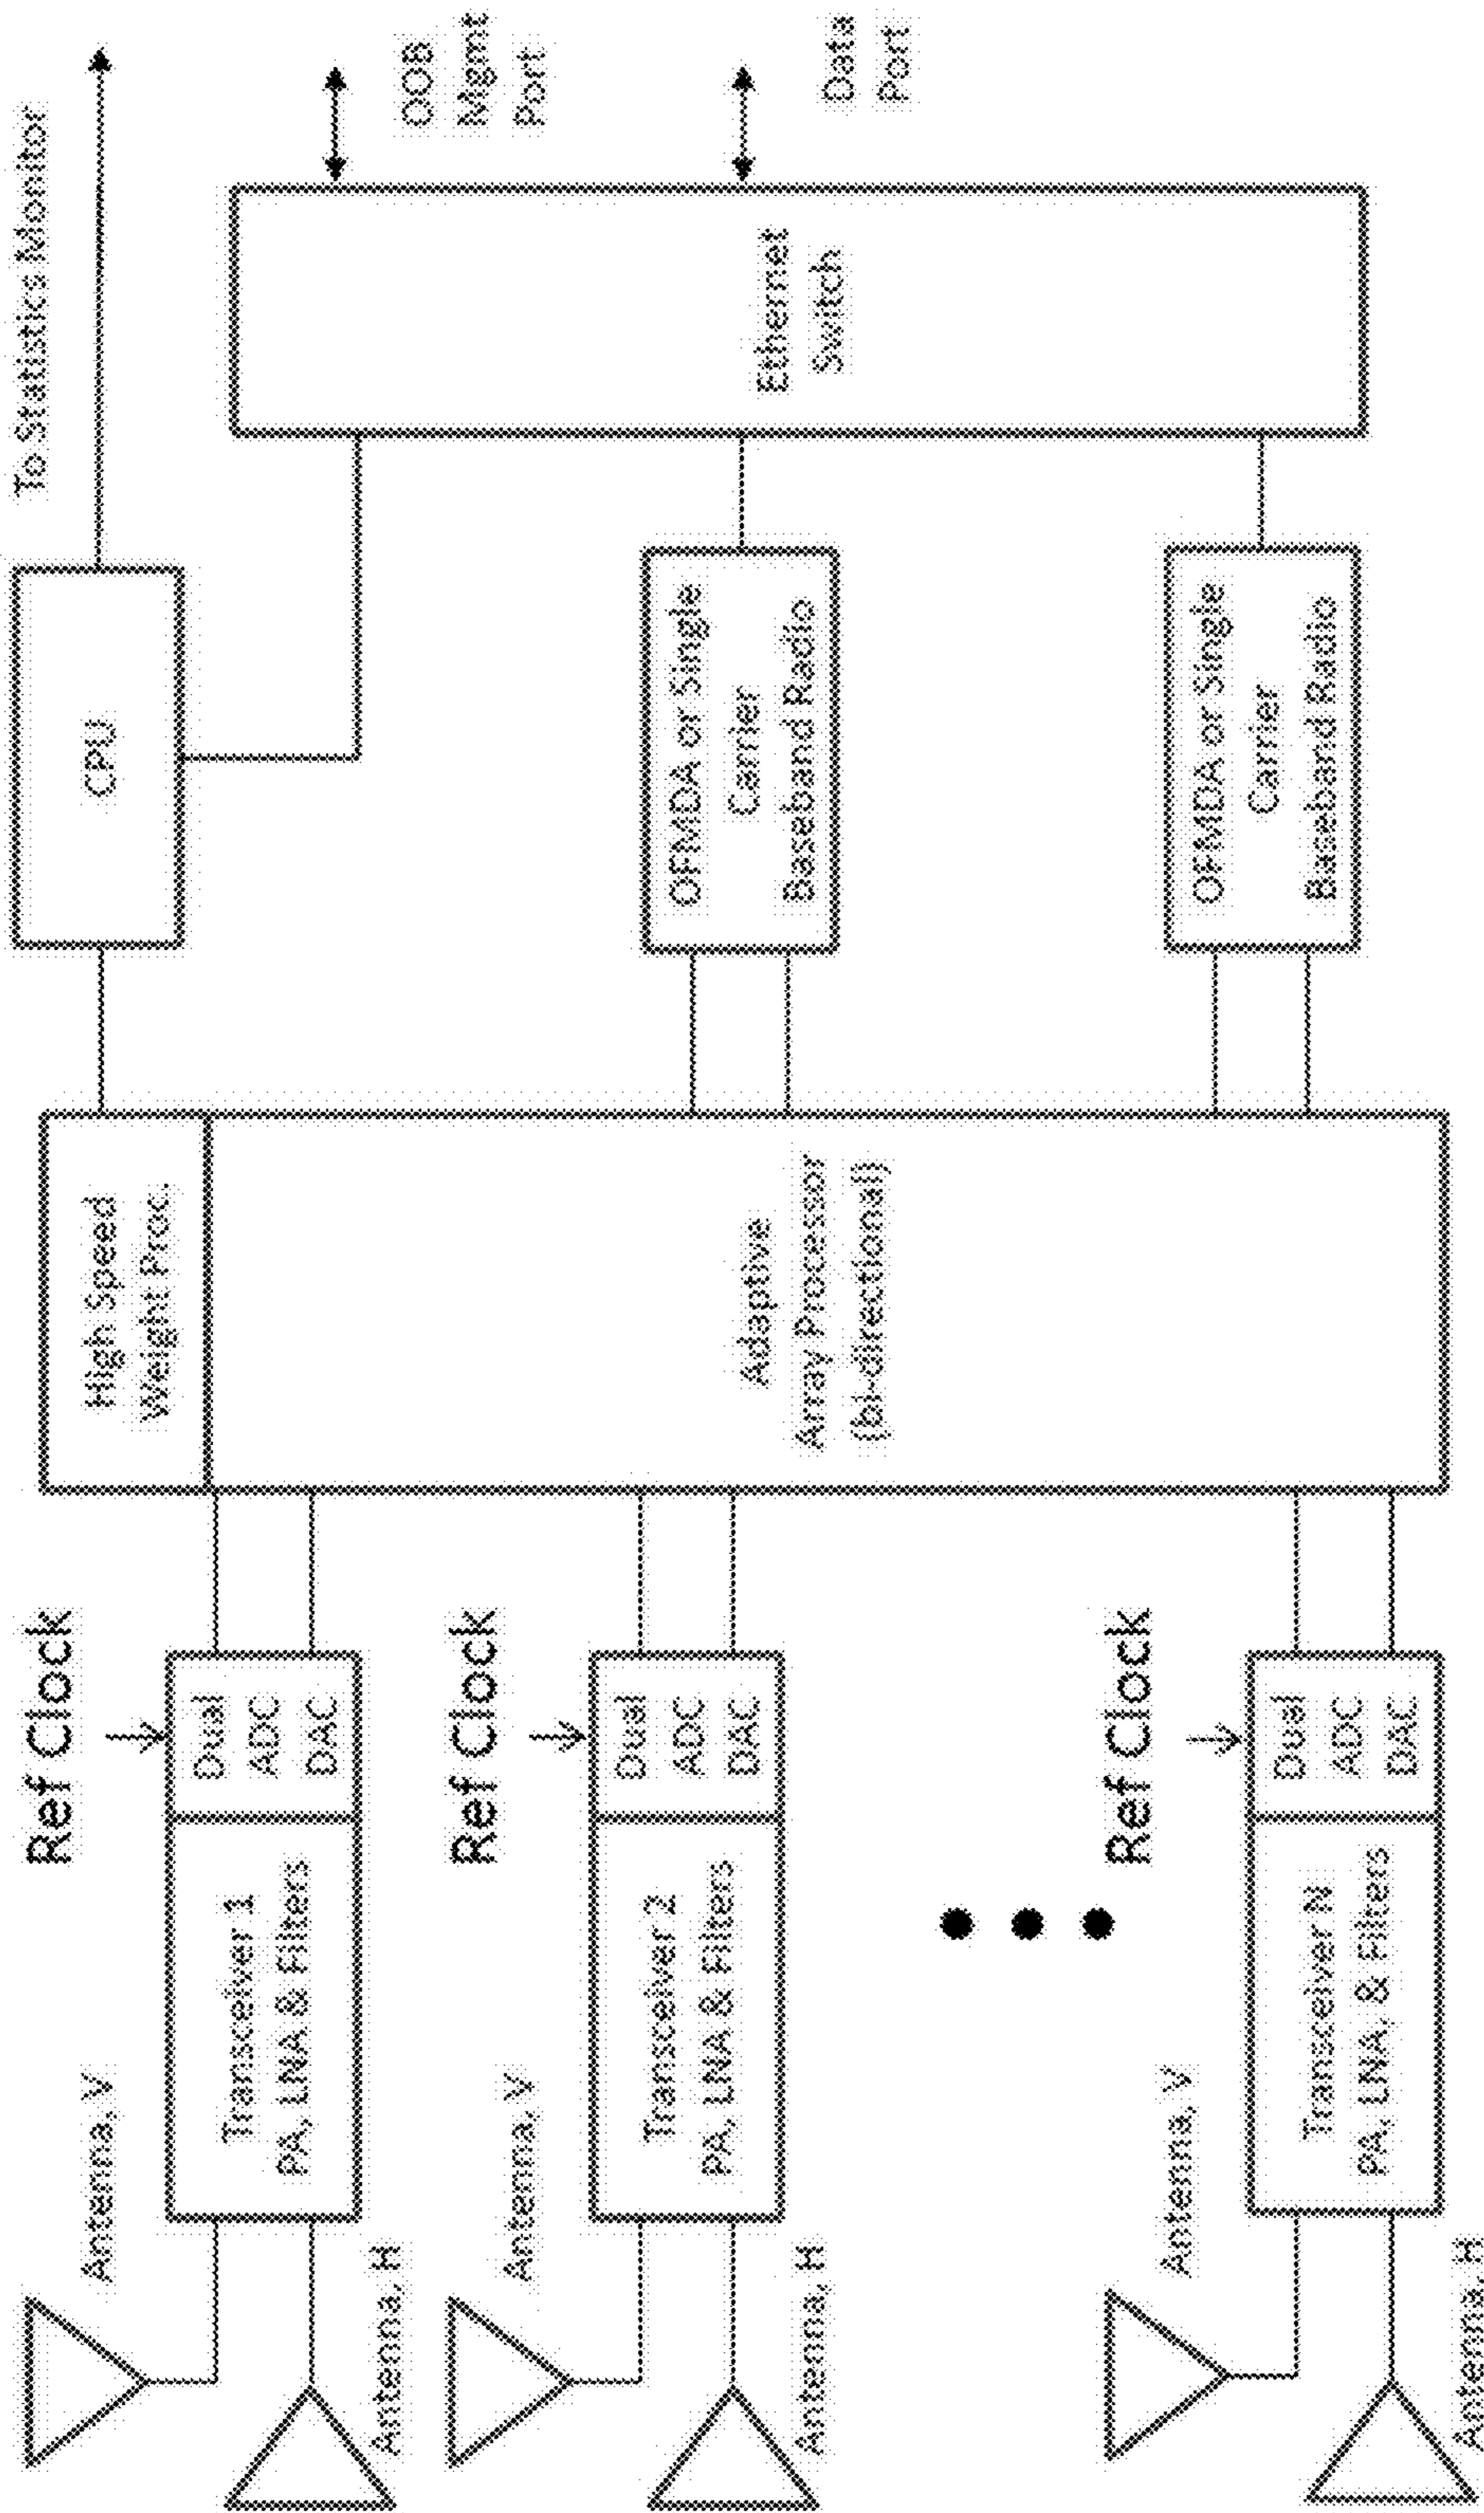 Antenna, V
Ref Clock
Transceiver 1
PA, LNA & Filters
Dual
ADC
DAC
Antenna, H
Antenna, V
Ref Clock
Transceiver 2
PA, LNA & Filters
Dual
ADC
DAC
Antenna, H
Antenna, V
Ref Clock
Transceiver N
PA, LNA, & Filters
Dual
ADC
DAC
Antenna, H
High Speed
Weight Proc.
Adaptive
Array Processor
(bi-directional)
CPU
To Statistics Monitor
OFMDA or Single
Carrier
Baseband Radio
OFMDA or Single
Carrier
Baseband Radio
Ethernet
Switch
OOB
Mgmt
Port
Data
Port